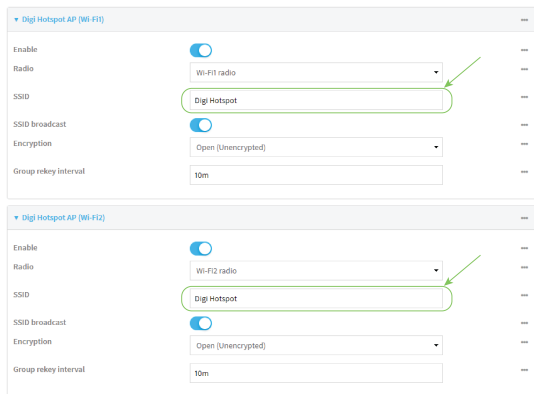 Digi Hotspot AP (Wi-Fi1)
Enable
Radio Wi-Fi1 radio
SSID Digi Hotspot
SSID broadcast
Encryption Open (Unencrypted)
Group rekey interval 10m
Digi Hotspot AP (Wi-Fi2)
Enable
Radio Wi-Fi2 radio
SSID Digi Hotspot
SSID broadcast
Encryption Open (Unencrypted)
Group rekey interval 10m